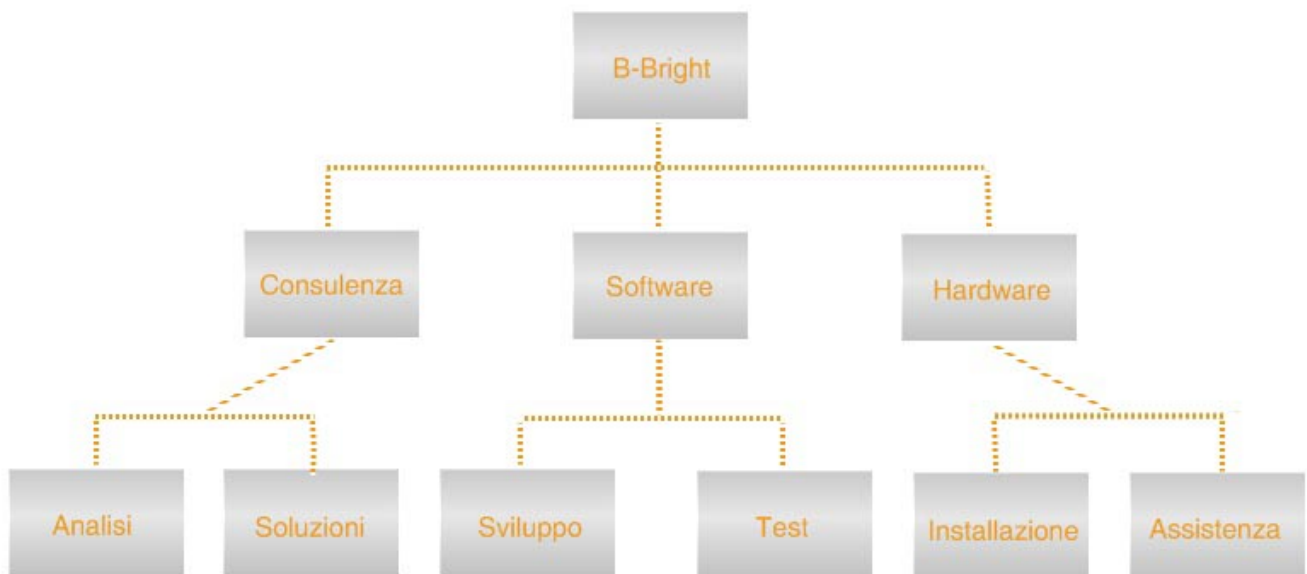 B-Bright
Consulenza
Software
Hardware
Analisi
Soluzioni
Sviluppo
Test
Installazione
Assistenza